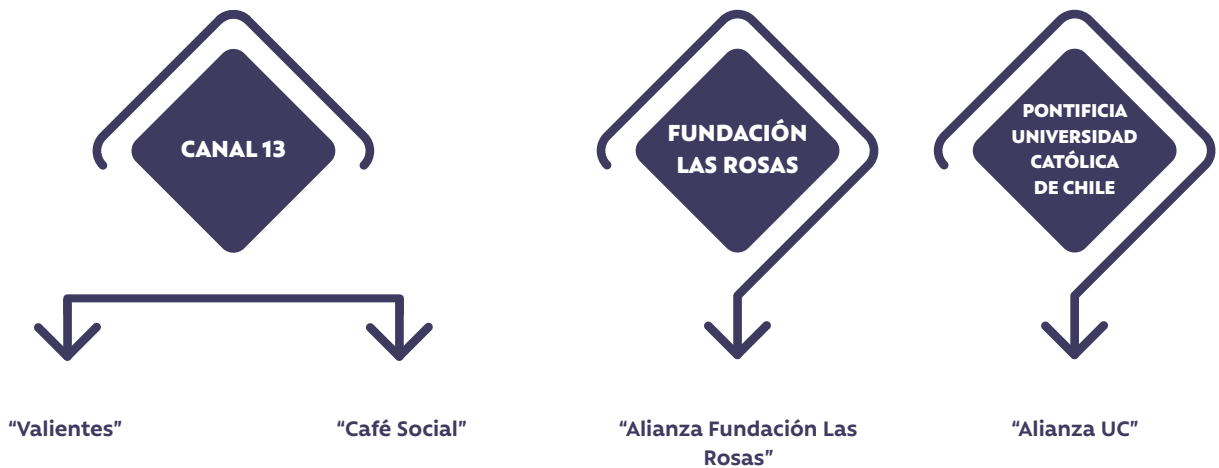 CANAL 13
FUNDACIÓN
LAS ROSAS
PONTIFICIA
UNIVERSIDAD
CATÓLICA
DE CHILE
“Valientes”
“Café Social”
“Alianza Fundación Las
Rosas”
“Alianza UC”